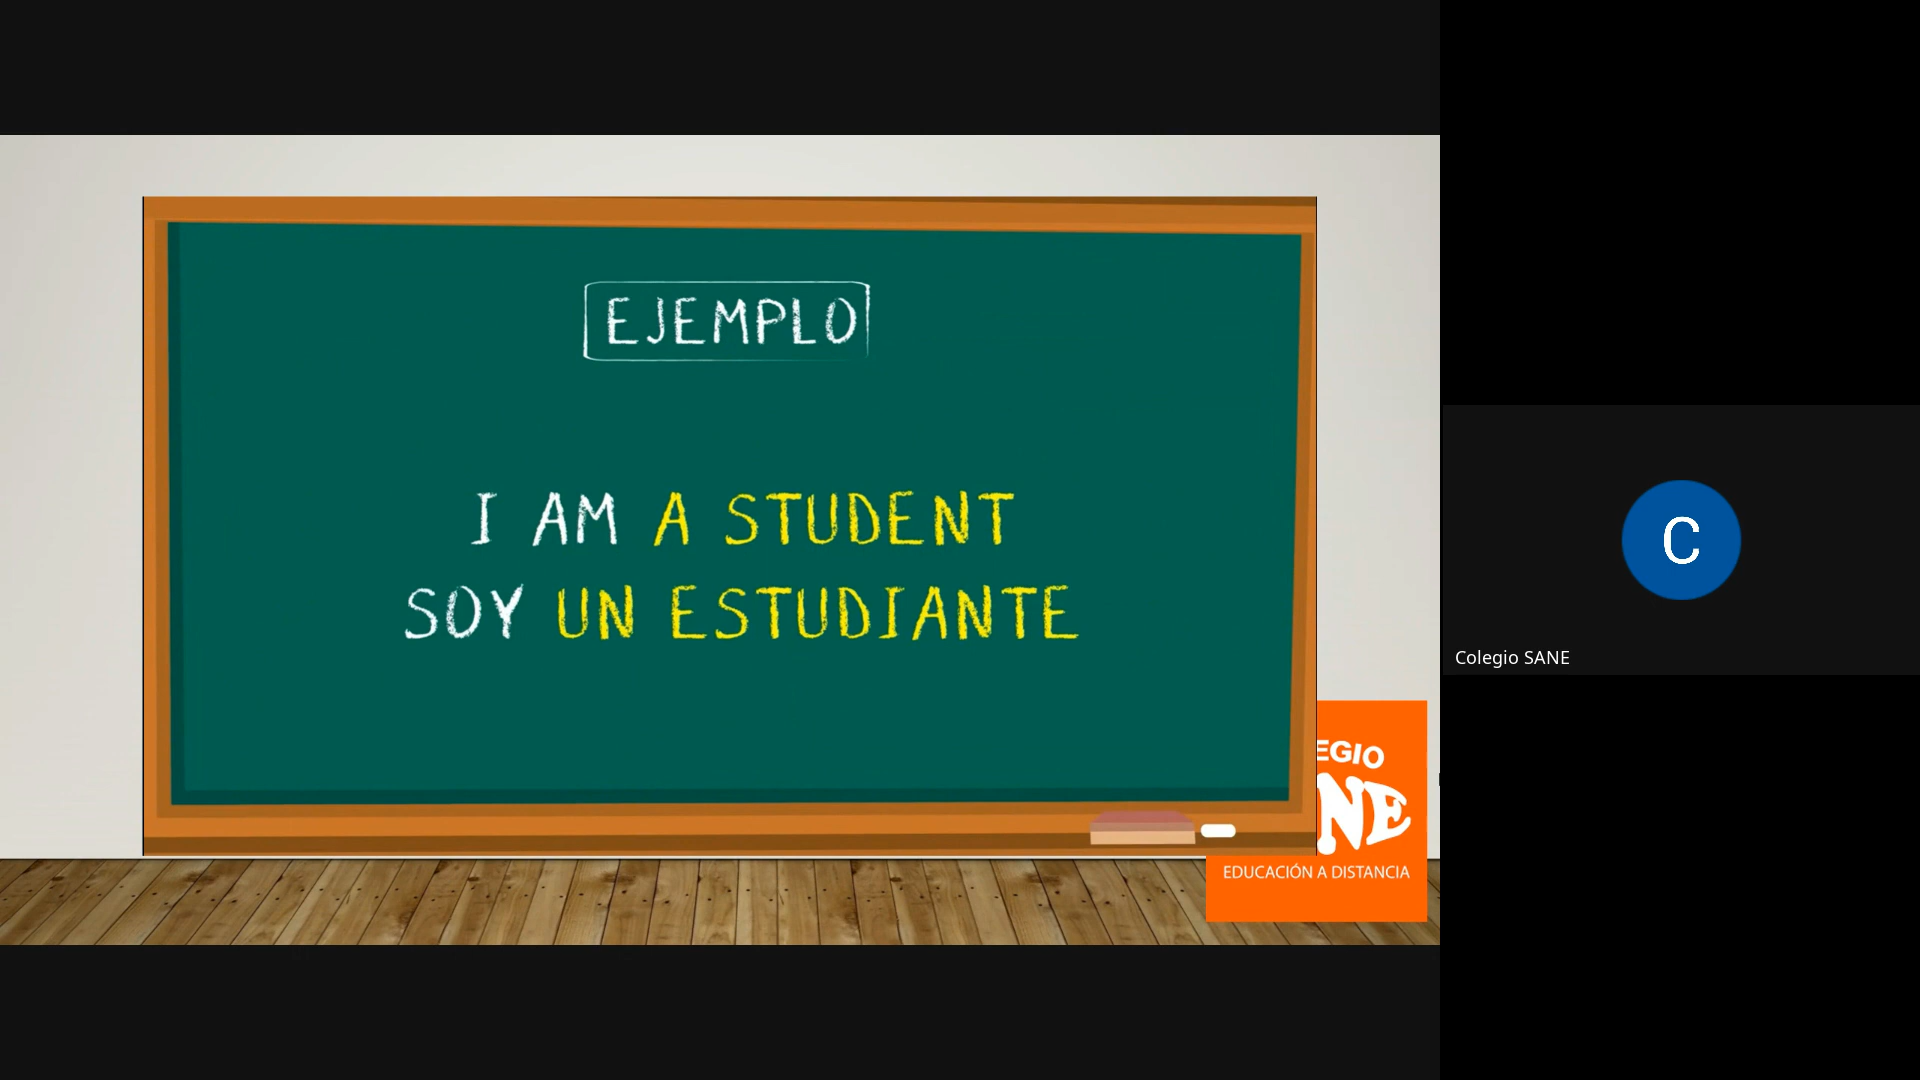 EJEMPLO
I AM A STUDENT
SOY UN ESTUDIANTE
EGIO
NE
EDUCACIÓN A DISTANCIA
C
Colegio SANE